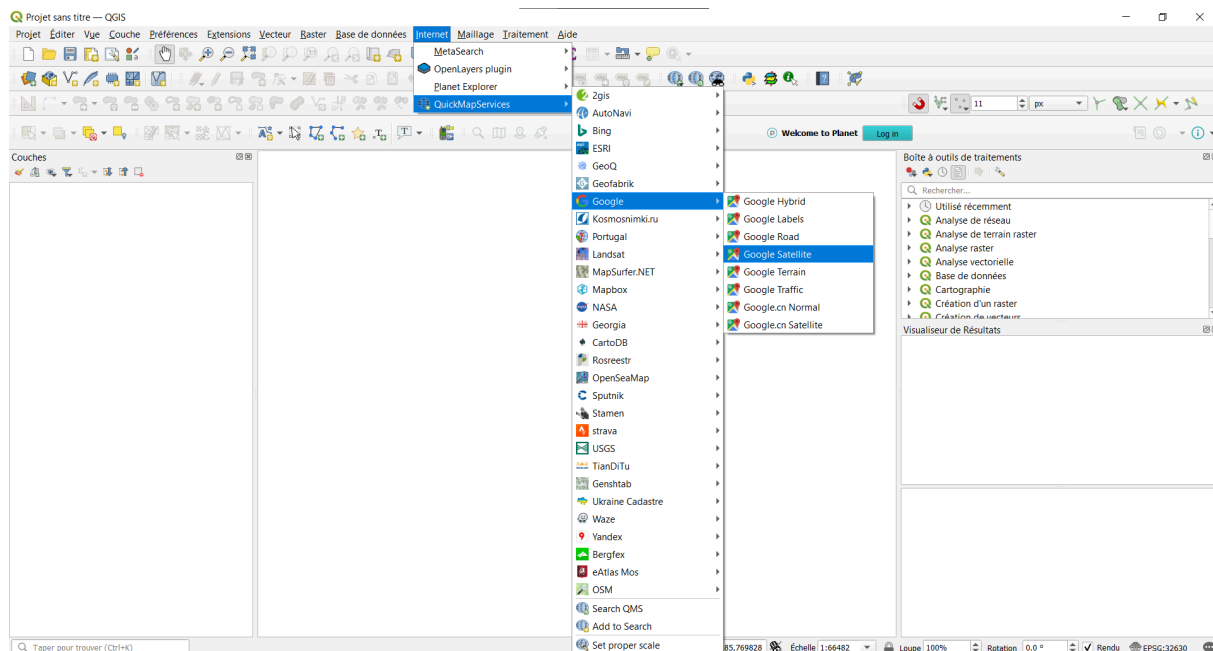 Projet sans titre — QGIS
Projet Éditer Vue Couche Préférences Extensions Vecteur Raster Base de données Internet Maillage Traitement Aide
MetaSearch
OpenLayers plugin
Planet Explorer
QuickMapServices
2gis
AutoNavi
Bing
ESRI
GeoQ
Geofabrik
Google
Kosmosnimki.ru
Portugal
Landsat
MapSurfer.NET
Mapbox
NASA
Georgia
CartoDB
Rosreestr
OpenSeaMap
Sputnik
Stamen
strava
USGS
TianDiTu
Genshtab
Ukraine Cadastre
Waze
Yandex
Bergfex
eAtlas Mos
OSM
Search QMS
Add to Search
Set proper scale
Google Hybrid
Google Labels
Google Road
Google Satellite
Google Terrain
Google Traffic
Google.cn Normal
Google.cn Satellite
11 px
Welcome to Planet Log in
Couches
Boîte à outils de traitements
Rechercher...
Utilisé récemment
Analyse de réseau
Analyse de terrain raster
Analyse raster
Analyse vectorielle
Base de données
Cartographie
Création d'un raster
Création de vecteurs
Visualiseur de Résultats
Taper pour trouver (Ctrl+K)
85,769828 Échelle 1:66482 Loupe 100% Rotation 0,0 ° Rendu EPSG:32630